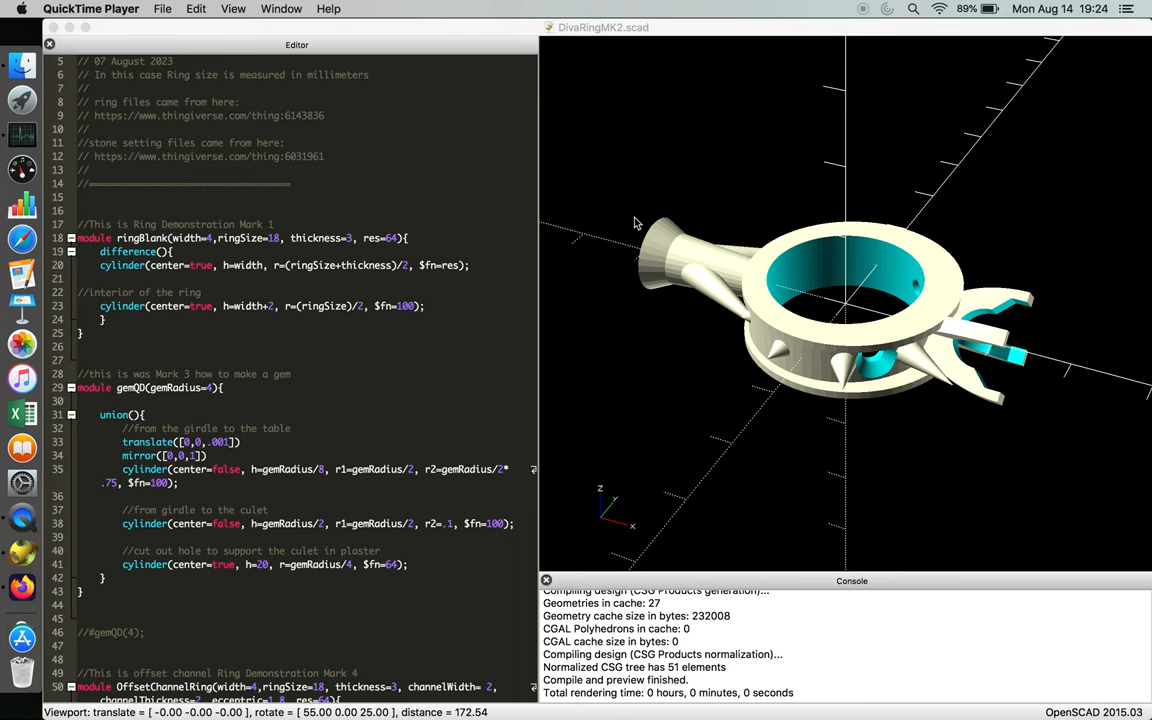 QuickTime Player File Edit View Window Help 89% Mon Aug 14 19:24
DivaRingMK2.scad
Editor
5 // 07 August 2023
6 // In this case Ring size is measured in millimeters
7 //
8 // ring files came from here:
9 // https://www.thingiverse.com/thing:6143836
10 //
11 //stone setting files came from here:
12 // https://www.thingiverse.com/thing:6031961
13 //
14 //=====================================
15
16
17 //This is Ring Demonstration Mark 1
18 module ringBlank(width=4,ringSize=18, thickness=3, res=64){
19 difference(){
20 cylinder(center=true, h=width, r=(ringSize+thickness)/2, $fn=res);
21
22 //interior of the ring
23 cylinder(center=true, h=width+2, r=(ringSize)/2, $fn=100);
24 }
25 }
26
27
28 //this is was Mark 3 how to make a gem
29 module gemQD(gemRadius=4){
30
31 union(){
32 //from the girdle to the table
33 translate([0,0,.001])
34 mirror([0,0,1])
35 cylinder(center=false, h=gemRadius/8, r1=gemRadius/2, r2=gemRadius/2*
.75, $fn=100);
36
37 //from girdle to the culet
38 cylinder(center=false, h=gemRadius/2, r1=gemRadius/2, r2=.1, $fn=100);
39
40 //cut out hole to support the culet in plaster
41 cylinder(center=true, h=20, r=gemRadius/4, $fn=64);
42 }
43 }
44
45
46 //#gemQD(4);
47
48
49 //This is offset channel Ring Demonstration Mark 4
50 module OffsetChannelRing(width=4,ringSize=18, thickness=3, channelWidth= 2,
channelThickness=2, eccentric=1.8, res=64){
Z
Y
X
Console
Compiling design (CSG Products generation)...
Geometries in cache: 27
Geometry cache size in bytes: 232008
CGAL Polyhedrons in cache: 0
CGAL cache size in bytes: 0
Compiling design (CSG Products normalization)...
Normalized CSG tree has 51 elements
Compile and preview finished.
Total rendering time: 0 hours, 0 minutes, 0 seconds
Viewport: translate = [ -0.00 -0.00 -0.00 ], rotate = [ 55.00 0.00 25.00 ], distance = 172.54
OpenSCAD 2015.03